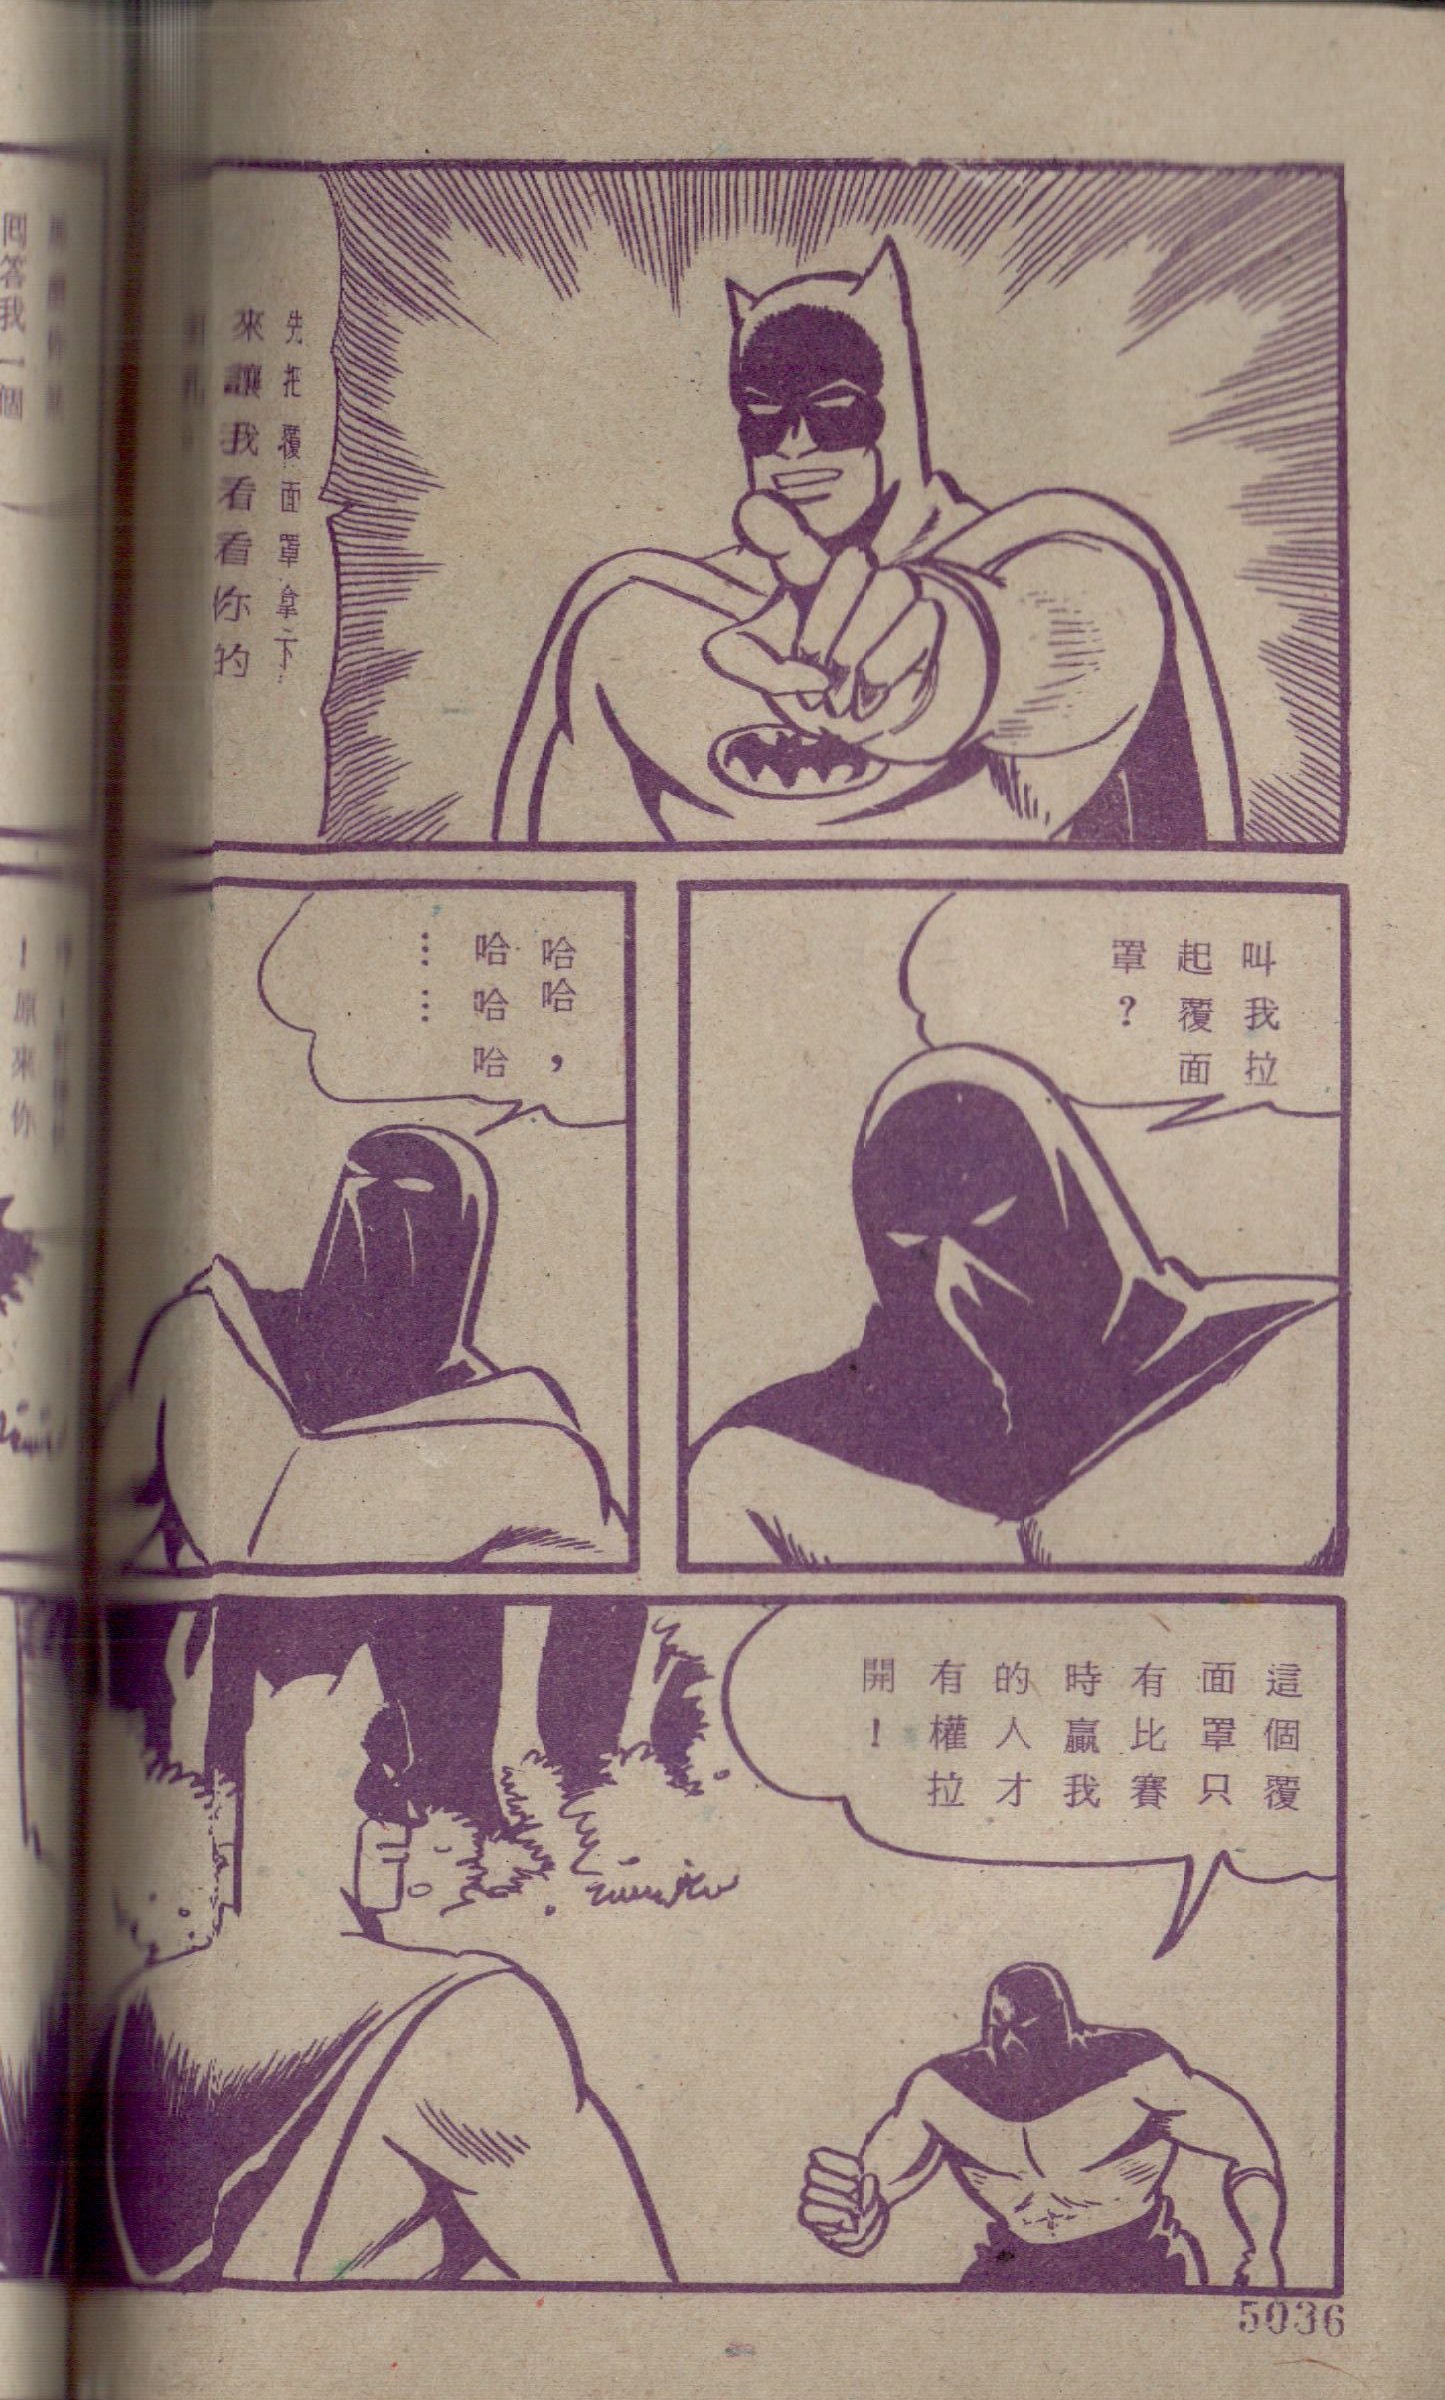 先把覆面罩拿下
來讓我看看你的
叫我拉
起覆面
罩？
哈哈，
哈哈哈
……
這個覆
面罩只
有比賽
時贏我
的人才
有權拉
開！
5036
回答我一個
！原來你